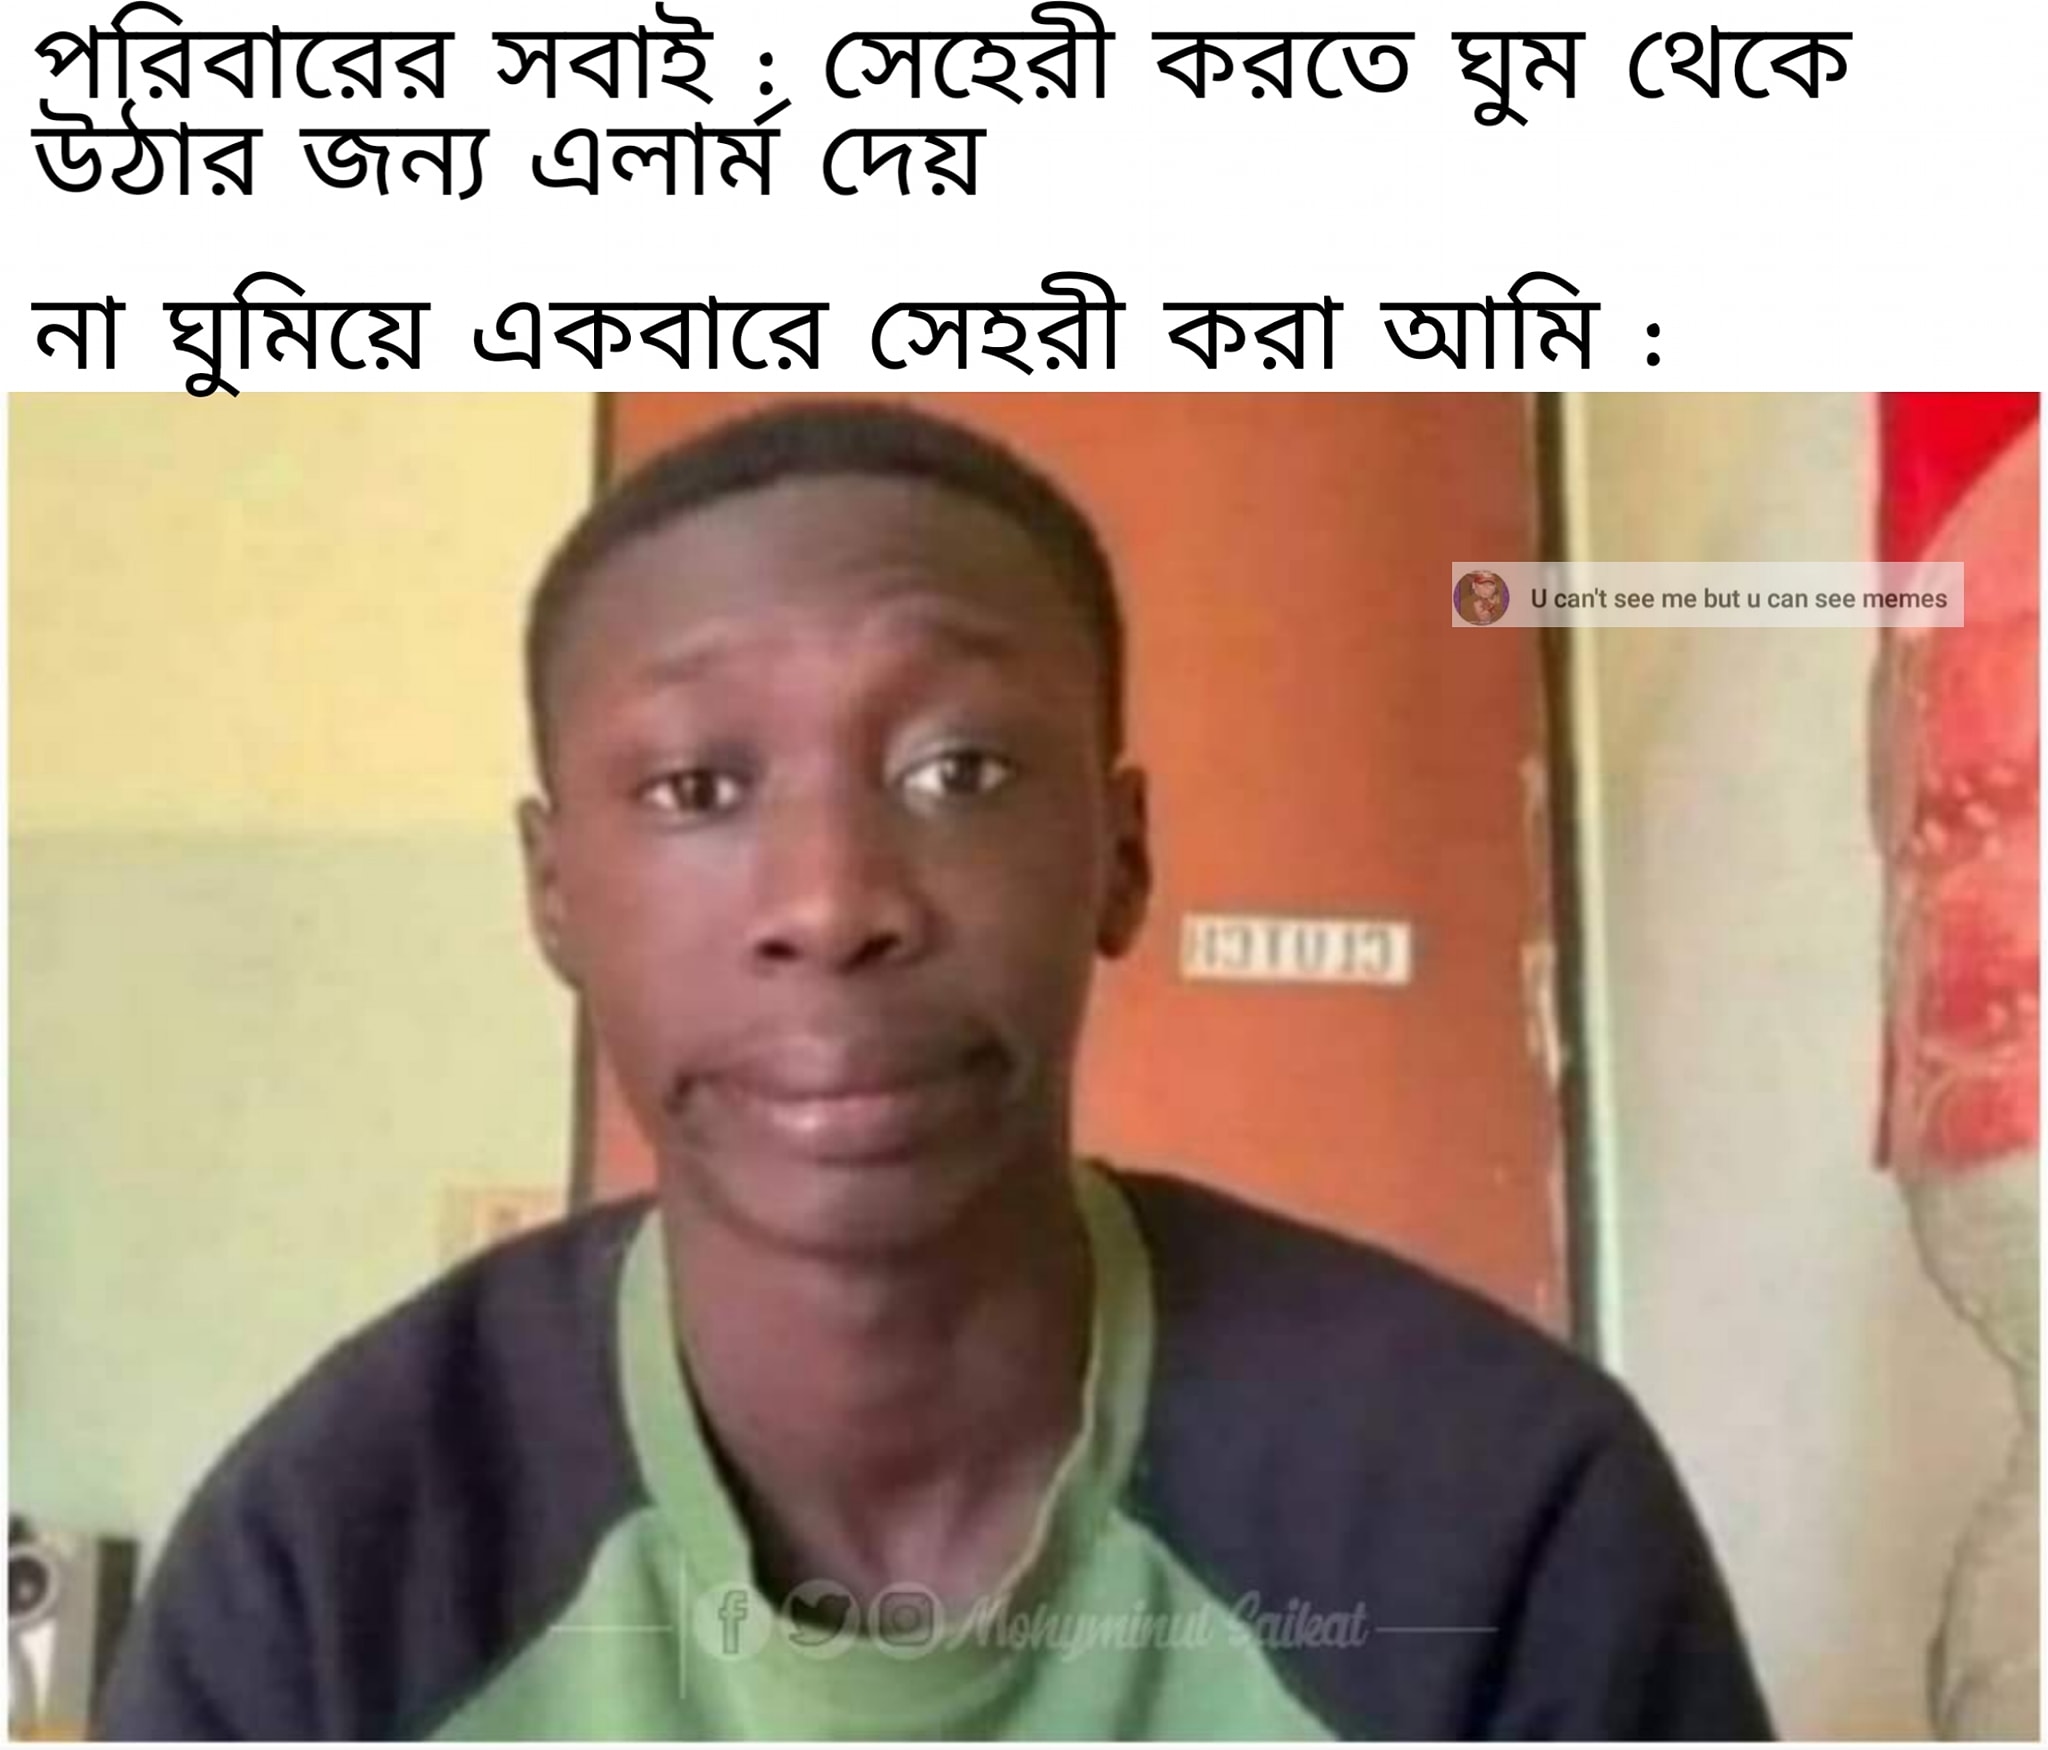 পরিবারের সবাই : সেহেরী করতে ঘুম থেকে
উঠার জন্য এলার্ম দেয়
না ঘুমিয়ে একবারে সেহরী করা আমি :
U can't see me but u can see memes
CLUTCH
Mohyminul Saikat